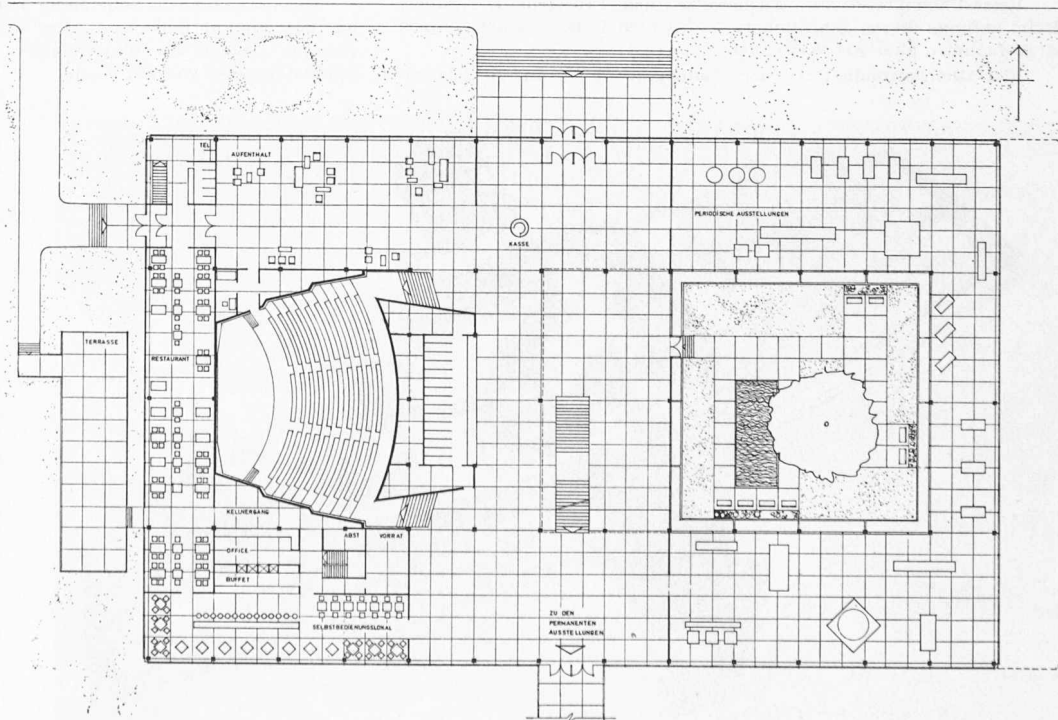 TEL
AUFENTHALT
PERIODISCHE AUSSTELLUNGEN
KASSE
TERRASSE
RESTAURANT
KELLNERGANG
ABST
VORRAT
OFFICE
BUFFET
SELBSTBEDIENUNGSLOKAL
ZU DEN
PERMANENTEN
AUSSTELLUNGEN